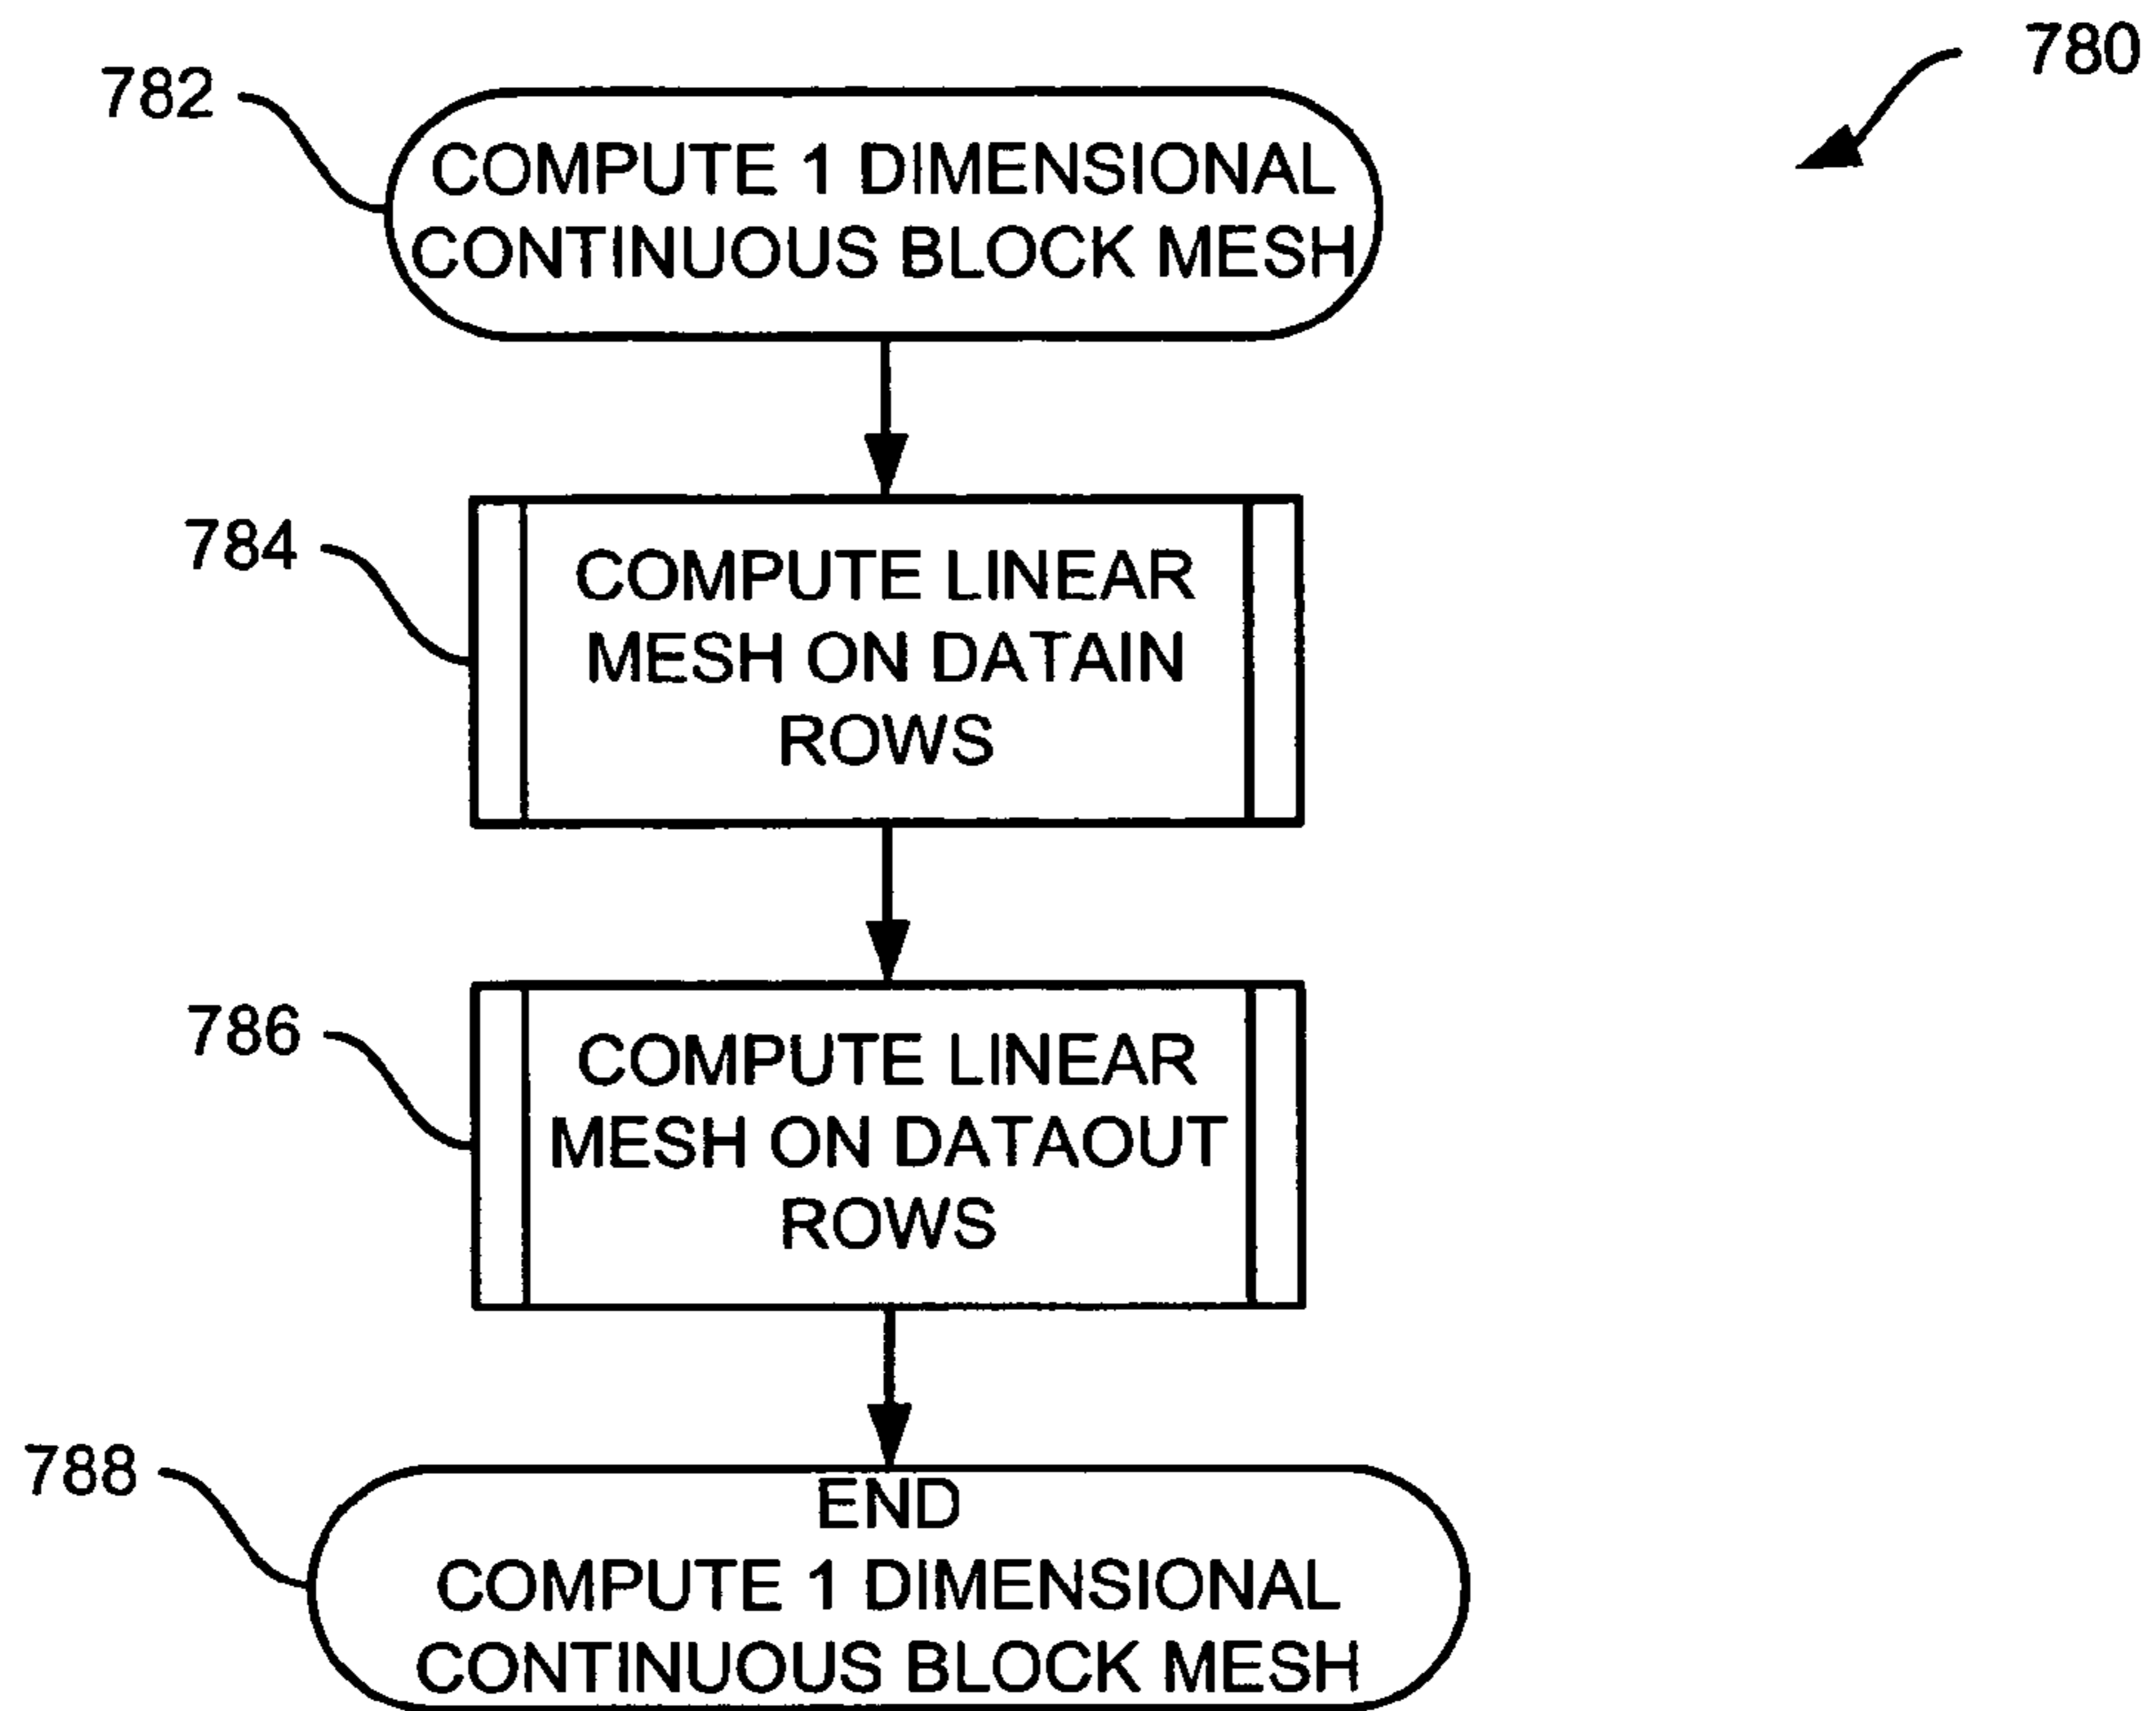 780
782
COMPUTE 1 DIMENSIONAL
CONTINUOUS BLOCK MESH
784
COMPUTE LINEAR
MESH ON DATAIN
ROWS
786
COMPUTE LINEAR
MESH ON DATAOUT
ROWS
788
END
COMPUTE 1 DIMENSIONAL
CONTINUOUS BLOCK MESH